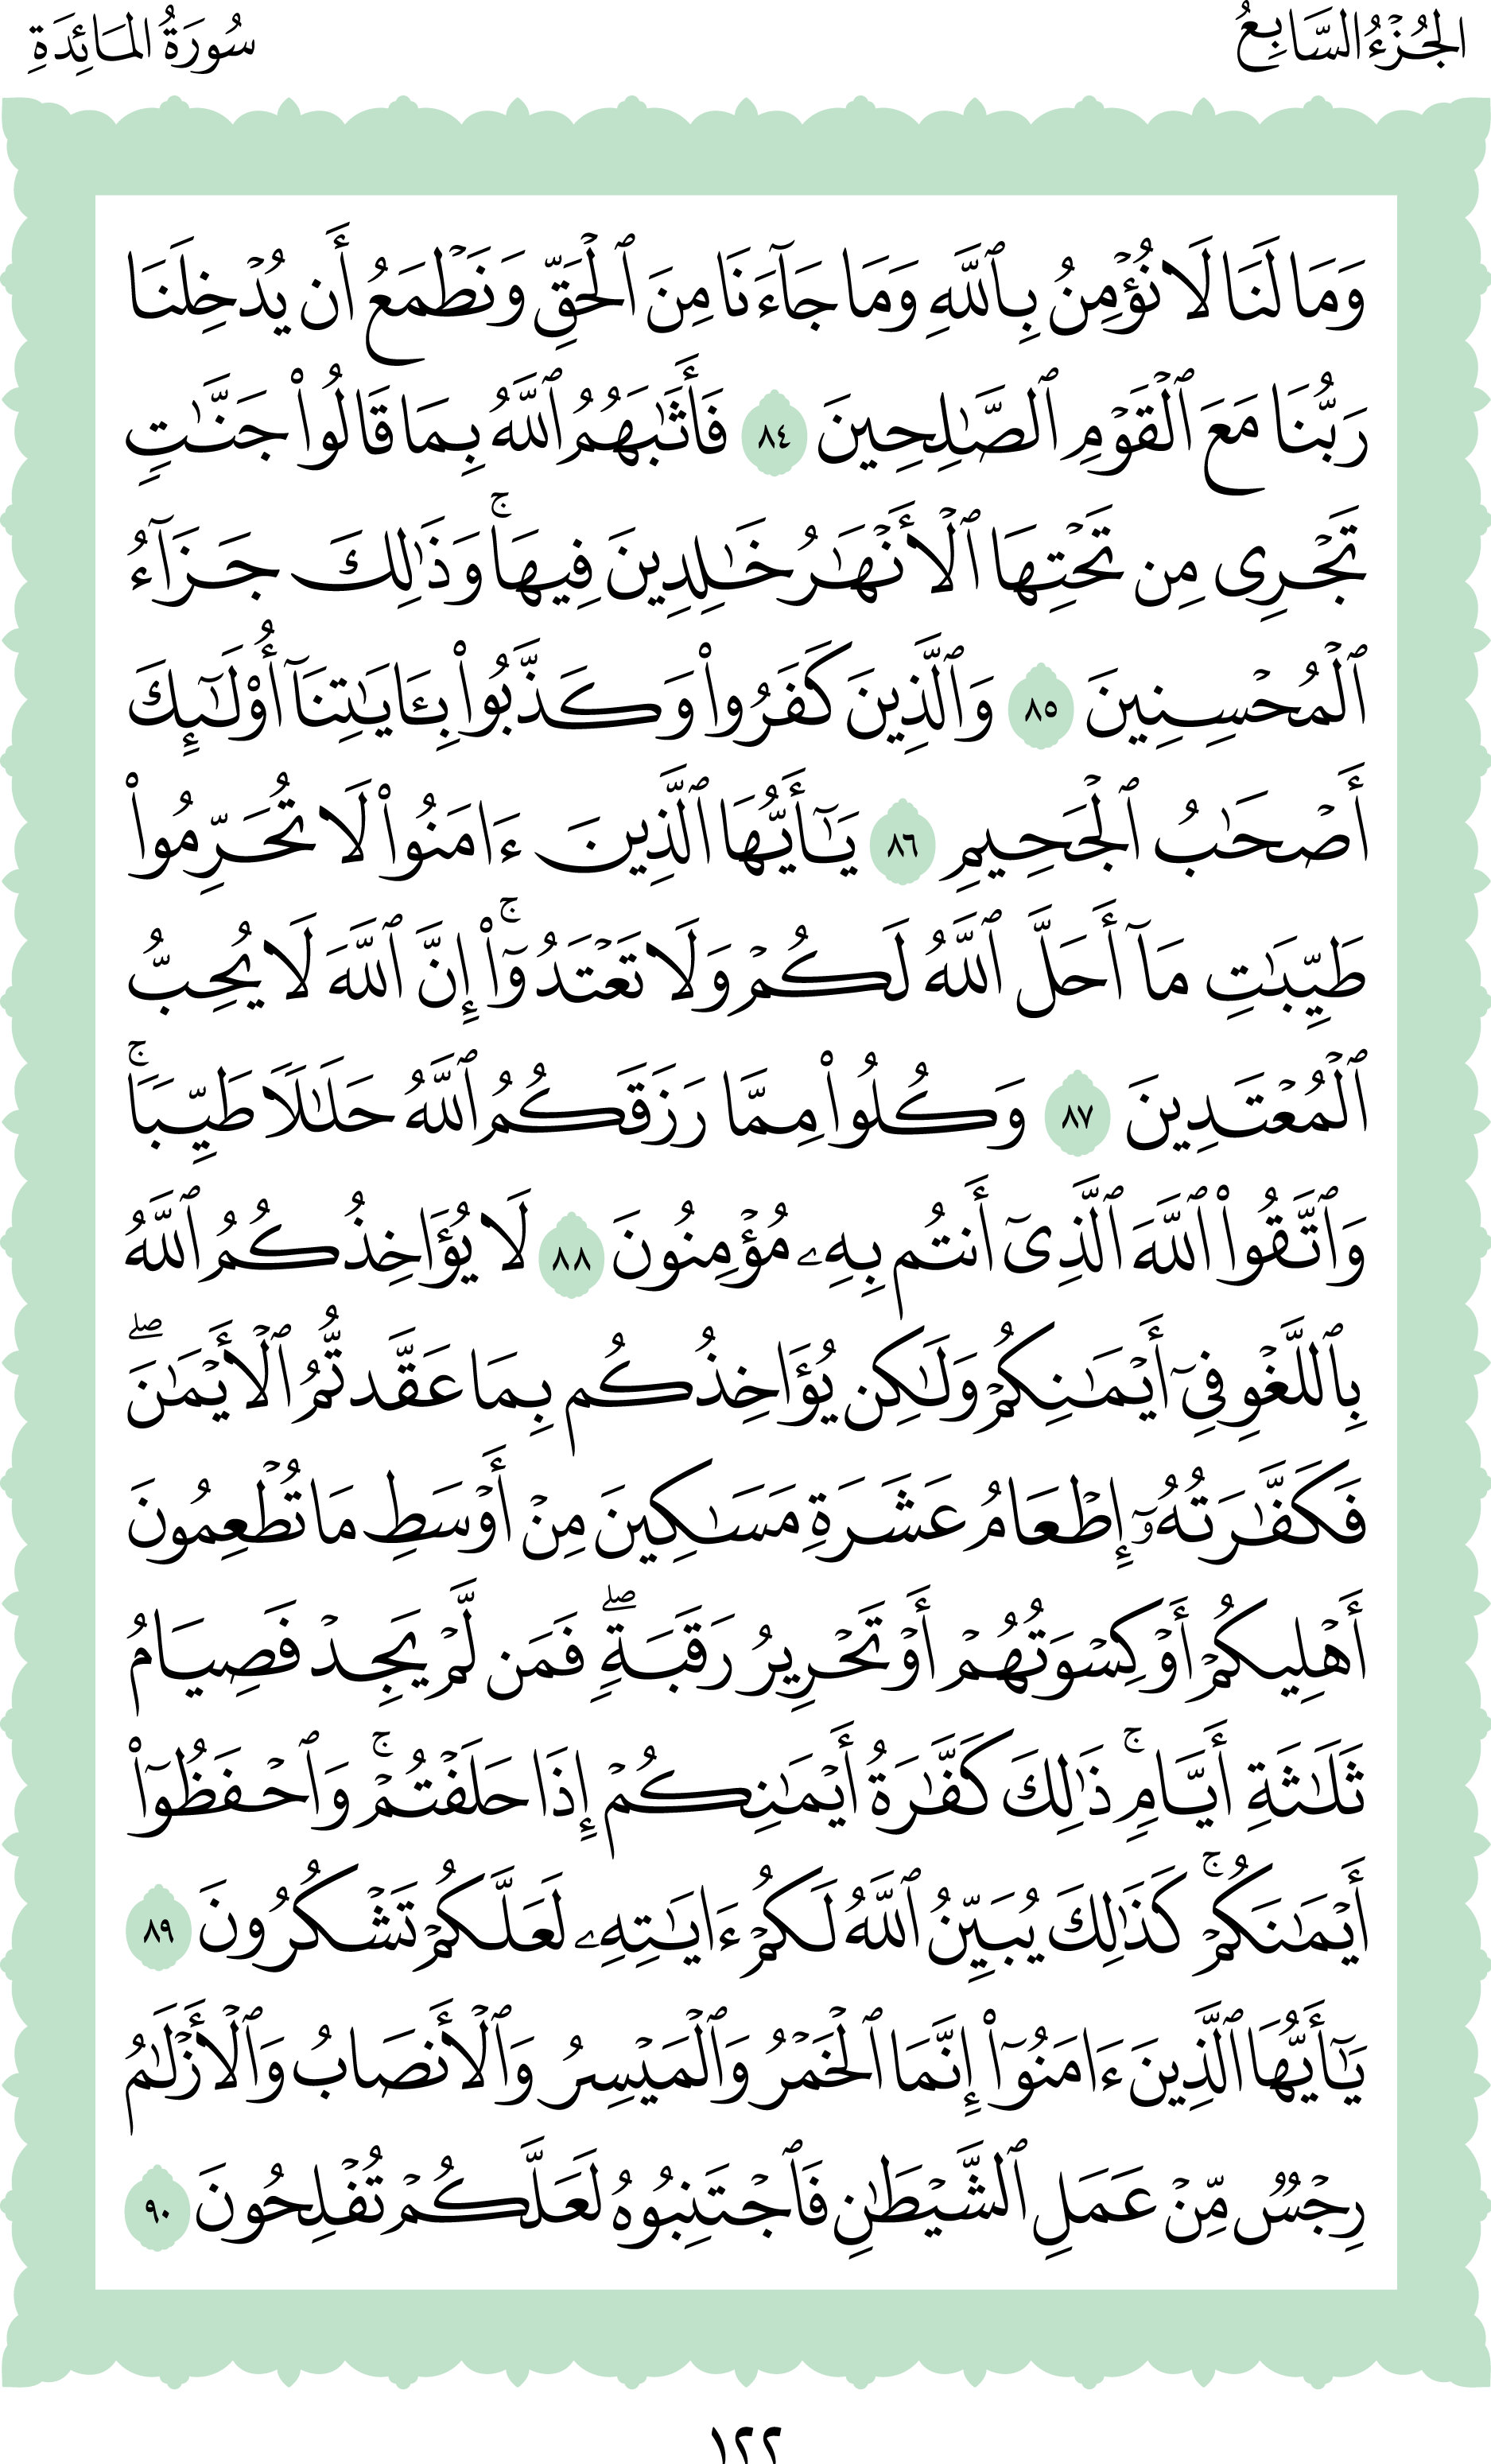 الجُزْءُ السَّابِعُ
سُورَةُ المَائِدَةِ
وَمَا لَنَا لَا نُؤْمِنُ بِٱللَّهِ وَمَا جَآءَنَا مِنَ ٱلْحَقِّ وَنَطْمَعُ أَن يُدْخِلَنَا
رَبُّنَا مَعَ ٱلْقَوْمِ ٱلصَّٰلِحِينَ ٨٤ فَأَثَٰبَهُمُ ٱللَّهُ بِمَا قَالُوا۟ جَنَّٰتٍ
تَجْرِى مِن تَحْتِهَا ٱلْأَنْهَٰرُ خَٰلِدِينَ فِيهَا ۚ وَذَٰلِكَ جَزَآءُ
ٱلْمُحْسِنِينَ ٨٥ وَٱلَّذِينَ كَفَرُوا۟ وَكَذَّبُوا۟ بِـَٔايَٰتِنَآ أُو۟لَٰٓئِكَ
أَصْحَٰبُ ٱلْجَحِيمِ ٨٦ يَٰٓأَيُّهَا ٱلَّذِينَ ءَامَنُوا۟ لَا تُحَرِّمُوا۟
طَيِّبَٰتِ مَآ أَحَلَّ ٱللَّهُ لَكُمْ وَلَا تَعْتَدُوٓا۟ ۚ إِنَّ ٱللَّهَ لَا يُحِبُّ
ٱلْمُعْتَدِينَ ٨٧ وَكُلُوا۟ مِمَّا رَزَقَكُمُ ٱللَّهُ حَلَٰلًا طَيِّبًا ۚ
وَٱتَّقُوا۟ ٱللَّهَ ٱلَّذِىٓ أَنتُم بِهِۦ مُؤْمِنُونَ ٨٨ لَا يُؤَاخِذُكُمُ ٱللَّهُ
بِٱللَّغْوِ فِىٓ أَيْمَٰنِكُمْ وَلَٰكِن يُؤَاخِذُكُم بِمَا عَقَّدتُّمُ ٱلْأَيْمَٰنَ ۖ
فَكَفَّٰرَتُهُۥٓ إِطْعَامُ عَشَرَةِ مَسَٰكِينَ مِنْ أَوْسَطِ مَا تُطْعِمُونَ
أَهْلِيكُمْ أَوْ كِسْوَتُهُمْ أَوْ تَحْرِيرُ رَقَبَةٍ ۖ فَمَن لَّمْ يَجِدْ فَصِيَامُ
ثَلَٰثَةِ أَيَّامٍ ۚ ذَٰلِكَ كَفَّٰرَةُ أَيْمَٰنِكُمْ إِذَا حَلَفْتُمْ ۚ وَٱحْفَظُوٓا۟
أَيْمَٰنَكُمْ ۚ كَذَٰلِكَ يُبَيِّنُ ٱللَّهُ لَكُمْ ءَايَٰتِهِۦ لَعَلَّكُمْ تَشْكُرُونَ ٨٩
يَٰٓأَيُّهَا ٱلَّذِينَ ءَامَنُوٓا۟ إِنَّمَا ٱلْخَمْرُ وَٱلْمَيْسِرُ وَٱلْأَنصَابُ وَٱلْأَزْلَٰمُ
رِجْسٌ مِّنْ عَمَلِ ٱلشَّيْطَٰنِ فَٱجْتَنِبُوهُ لَعَلَّكُمْ تُفْلِحُونَ ٩٠
١٢٢